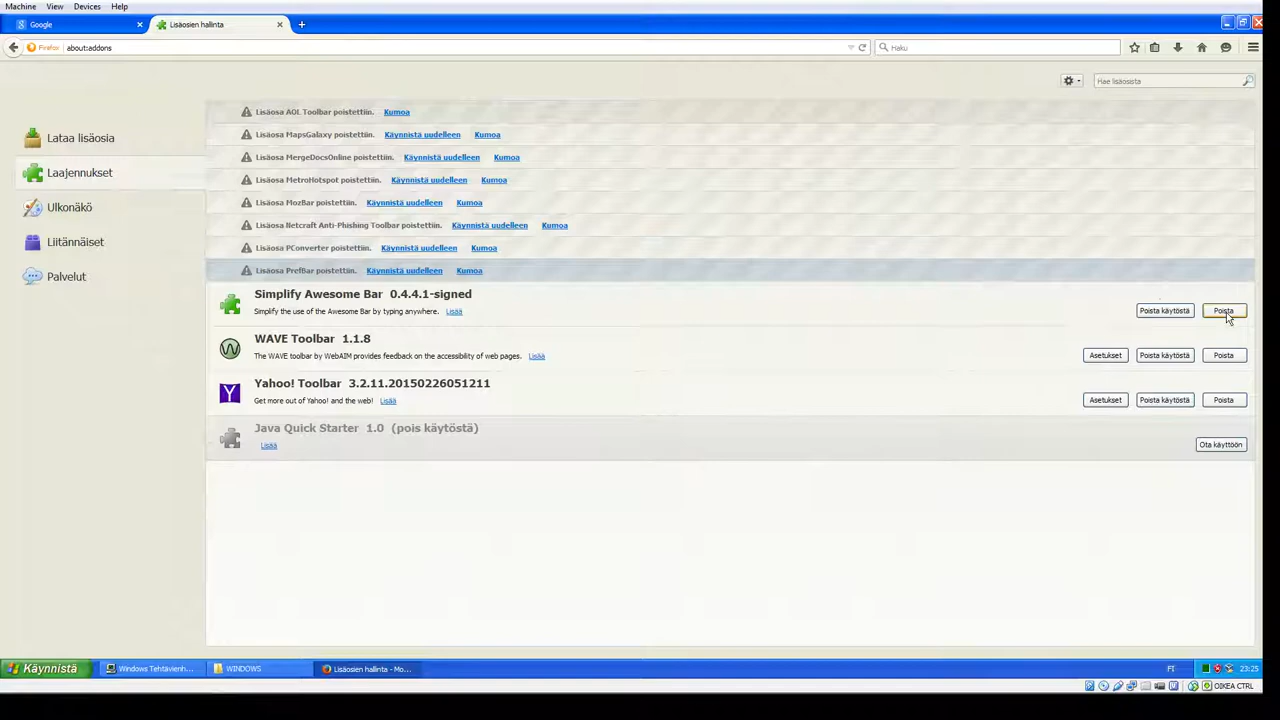 Machine View Devices Help
Google
Lisäosien hallinta
Firefox about:addons
Haku
Hae lisäosista
Lataa lisäosia
Laajennukset
Ulkonäkö
Liitännäiset
Palvelut
Lisäosa AOL Toolbar poistettiin. Kumoa
Lisäosa MapsGalaxy poistettiin. Käynnistä uudelleen Kumoa
Lisäosa MergeDocsOnline poistettiin. Käynnistä uudelleen Kumoa
Lisäosa MetroHotspot poistettiin. Käynnistä uudelleen Kumoa
Lisäosa MozBar poistettiin. Käynnistä uudelleen Kumoa
Lisäosa Netcraft Anti-Phishing Toolbar poistettiin. Käynnistä uudelleen Kumoa
Lisäosa PConverter poistettiin. Käynnistä uudelleen Kumoa
Lisäosa PrefBar poistettiin. Käynnistä uudelleen Kumoa
Simplify Awesome Bar 0.4.4.1-signed
Simplify the use of the Awesome Bar by typing anywhere. Lisää
Poista käytöstä Poista
WAVE Toolbar 1.1.8
The WAVE toolbar by WebAIM provides feedback on the accessibility of web pages. Lisää
Asetukset Poista käytöstä Poista
Yahoo! Toolbar 3.2.11.20150226051211
Get more out of Yahoo! and the web! Lisää
Asetukset Poista käytöstä Poista
Java Quick Starter 1.0 (pois käytöstä)
Lisää
Ota käyttöön
Käynnistä Windows Tehtävienh... WINDOWS Lisäosien hallinta - Mo... FI 23:25
OIKEA CTRL